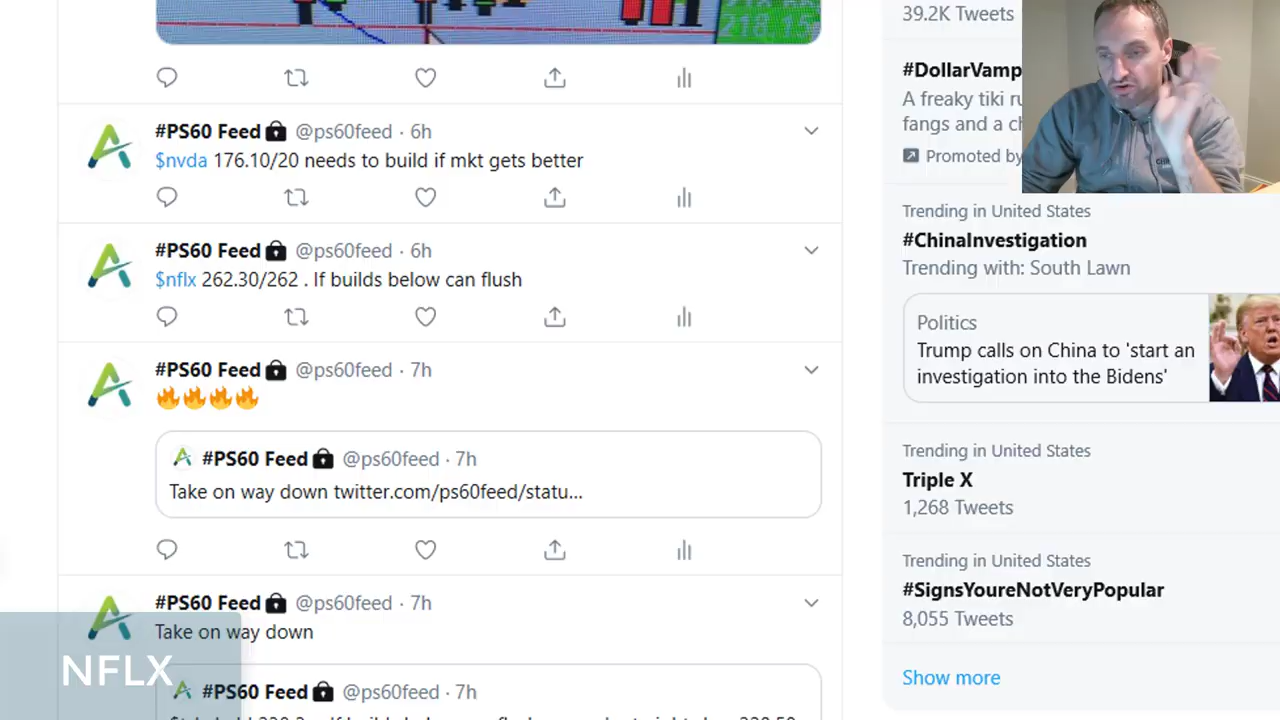 218.15
#PS60 Feed @ps60feed · 6h
$nvda 176.10/20 needs to build if mkt gets better
#PS60 Feed @ps60feed · 6h
$nflx 262.30/262 . If builds below can flush
#PS60 Feed @ps60feed · 7h
🔥🔥🔥🔥
#PS60 Feed @ps60feed · 7h
Take on way down twitter.com/ps60feed/statu...
#PS60 Feed @ps60feed · 7h
Take on way down
#PS60 Feed @ps60feed · 7h
NFLX
39.2K Tweets
#DollarVamp
A freaky tiki
fangs and a
Promoted by
Trending in United States
#ChinaInvestigation
Trending with: South Lawn
Politics
Trump calls on China to 'start an
investigation into the Bidens'
Trending in United States
Triple X
1,268 Tweets
Trending in United States
#SignsYoureNotVeryPopular
8,055 Tweets
Show more